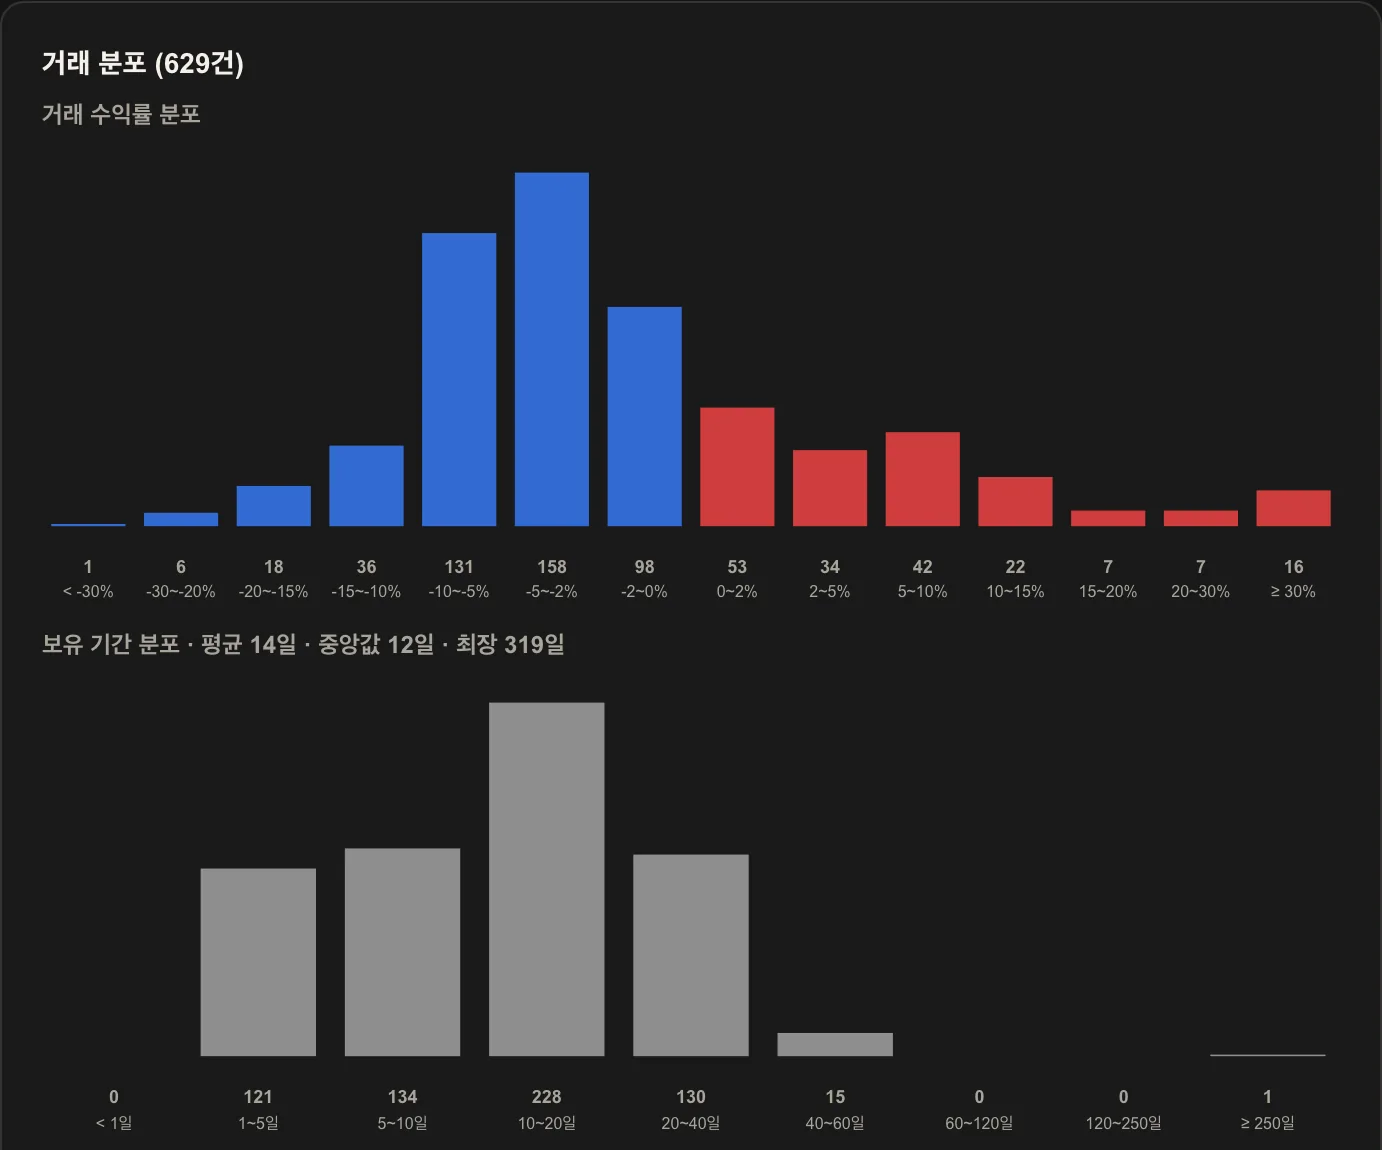 거래 분포 (629건)
거래 수익률 분포
1 6 18 36 131 158 98 53 34 42 22 7 7 16
< -30% -30~-20% -20~-15% -15~-10% -10~-5% -5~-2% -2~0% 0~2% 2~5% 5~10% 10~15% 15~20% 20~30% ≥ 30%
보유 기간 분포 · 평균 14일 · 중앙값 12일 · 최장 319일
0 121 134 228 130 15 0 0 1
< 1일 1~5일 5~10일 10~20일 20~40일 40~60일 60~120일 120~250일 ≥ 250일